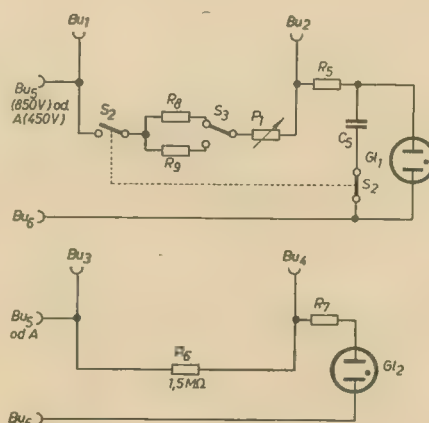 Bu1
Bu2
Bu5
(850V) od.
A(450V)
S2
R8
R9
S3
P1
R5
C5
Gl1
S2
Bu6
Bu3
Bu4
Bu5
od A
R6
1,5MΩ
R7
Gl2
Bu6